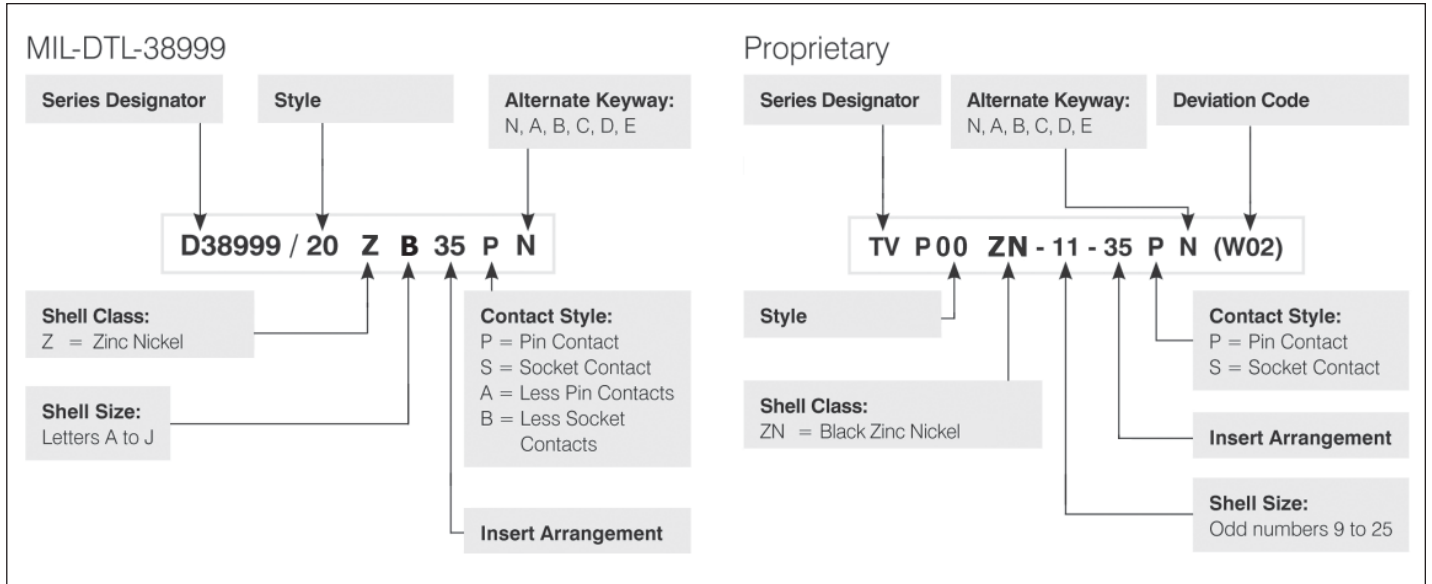 MIL-DTL-38999
Series Designator
Style
Alternate Keyway:
N, A, B, C, D, E
D38999 / 20 Z B 35 P N
Shell Class:
Z = Zinc Nickel
Shell Size:
Letters A to J
Contact Style:
P = Pin Contact
S = Socket Contact
A = Less Pin Contacts
B = Less Socket
Contacts
Insert Arrangement
Proprietary
Series Designator
Alternate Keyway:
N, A, B, C, D, E
Deviation Code
TV P00 ZN - 11 - 35 P N (W02)
Style
Shell Class:
ZN = Black Zinc Nickel
Contact Style:
P = Pin Contact
S = Socket Contact
Insert Arrangement
Shell Size:
Odd numbers 9 to 25